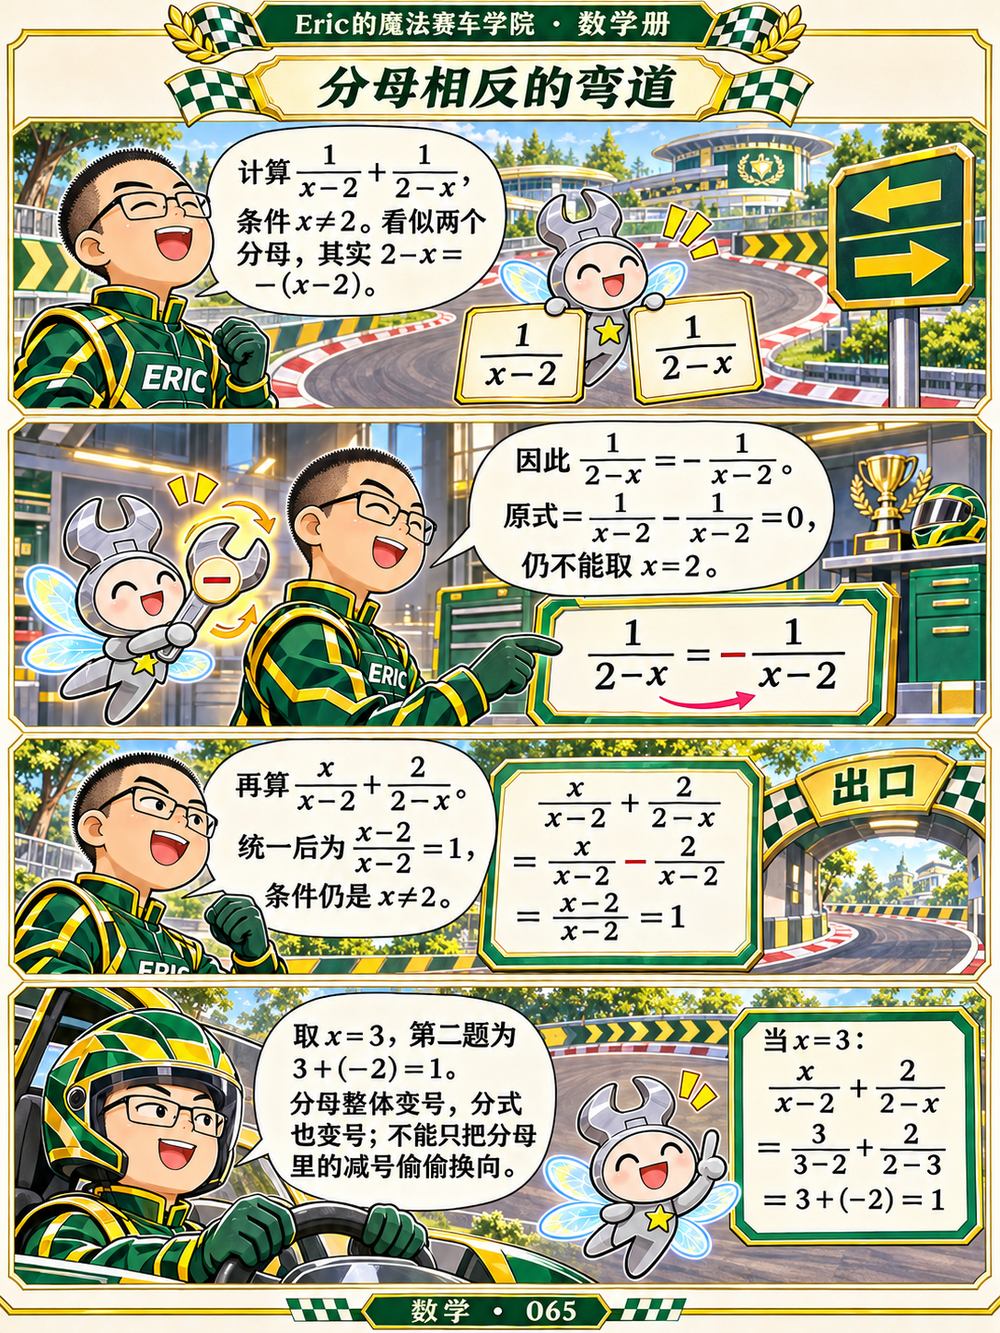 Eric的魔法赛车学院 · 数学册
分母相反的弯道
计算 1/(x−2) + 1/(2−x)，
条件 x≠2。看似两个
分母，其实 2−x=
−(x−2)。
1/(x−2)
1/(2−x)
ERIC
因此 1/(2−x) = − 1/(x−2)。
原式= 1/(x−2) − 1/(x−2) =0，
仍不能取 x=2。
−
ERIC
1/(2−x) = − 1/(x−2)
再算 x/(x−2) + 2/(2−x)。
统一后为 (x−2)/(x−2) =1，
条件仍是 x≠2。
ERIC
x/(x−2) + 2/(2−x)
= x/(x−2) − 2/(x−2)
= (x−2)/(x−2) =1
出口
取 x=3，第二题为
3+(−2)=1。
分母整体变号，分式
也变号；不能只把分母
里的减号偷偷换向。
当 x=3：
x/(x−2) + 2/(2−x)
= 3/(3−2) + 2/(2−3)
= 3+(−2) =1
数学 · 065